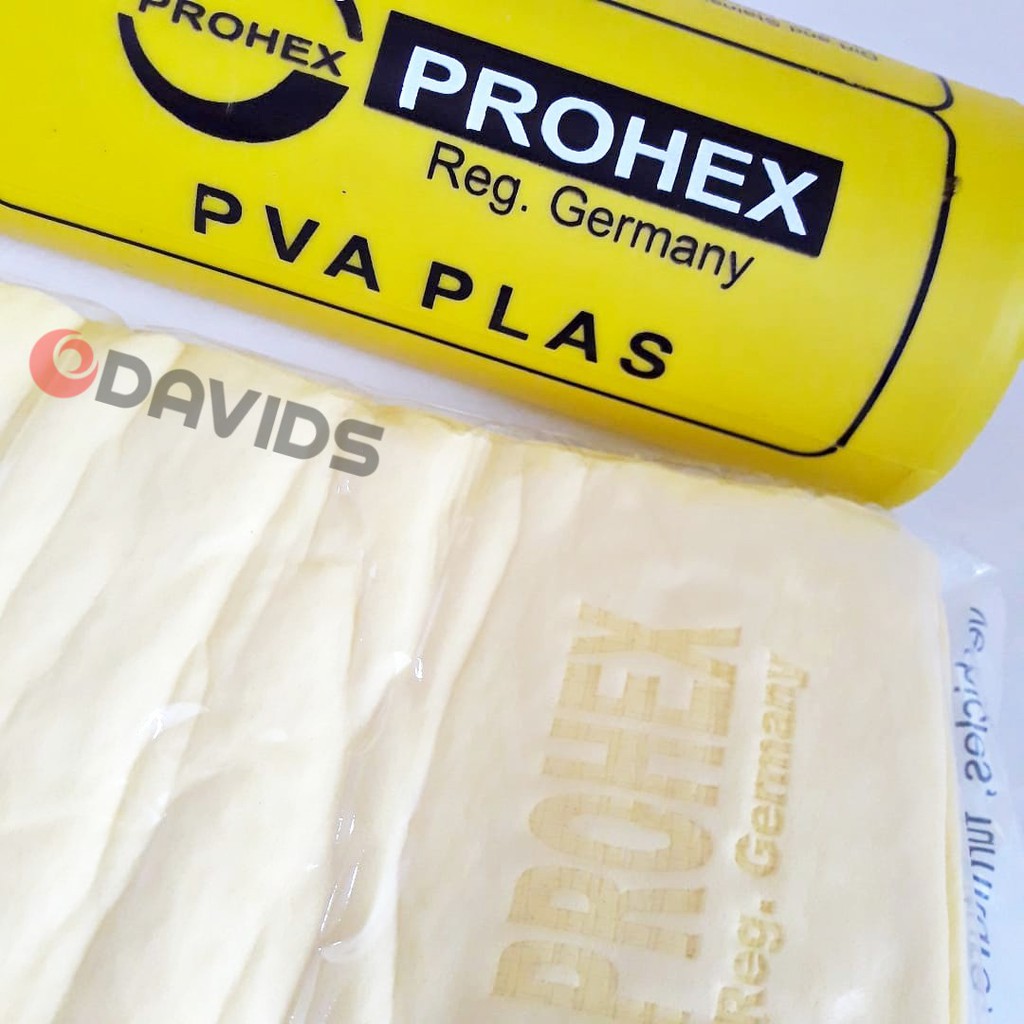 PROHEX
PROHEX
Reg. Germany
PVA PLAS
DAVIDS
PROHEX
Reg. Germany